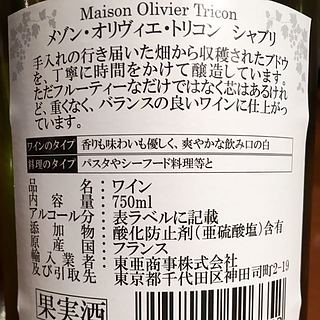 Maison Olivier Tricon
メゾン・オリヴィエ・トリコン　シャブリ
手入れの行き届いた畑から収穫されたブドウ
を、丁寧に時間をかけて醸造しています。
ただフルーティーなだけではなく芯はあるけれ
ど、重くなく、バランスの良いワインに仕上がっ
ています。
ワインのタイプ 香りも味わいも優しく、爽やかな飲み口の白
料理のタイプ パスタやシーフード料理等と
品名：ワイン
内容量：750ml
アルコール分：表ラベルに記載
添加物：酸化防止剤（亜硫酸塩）含有
原産国：フランス
輸入業者：東亜商事株式会社
及び引取先 東京都千代田区神田司町2-19
果実酒